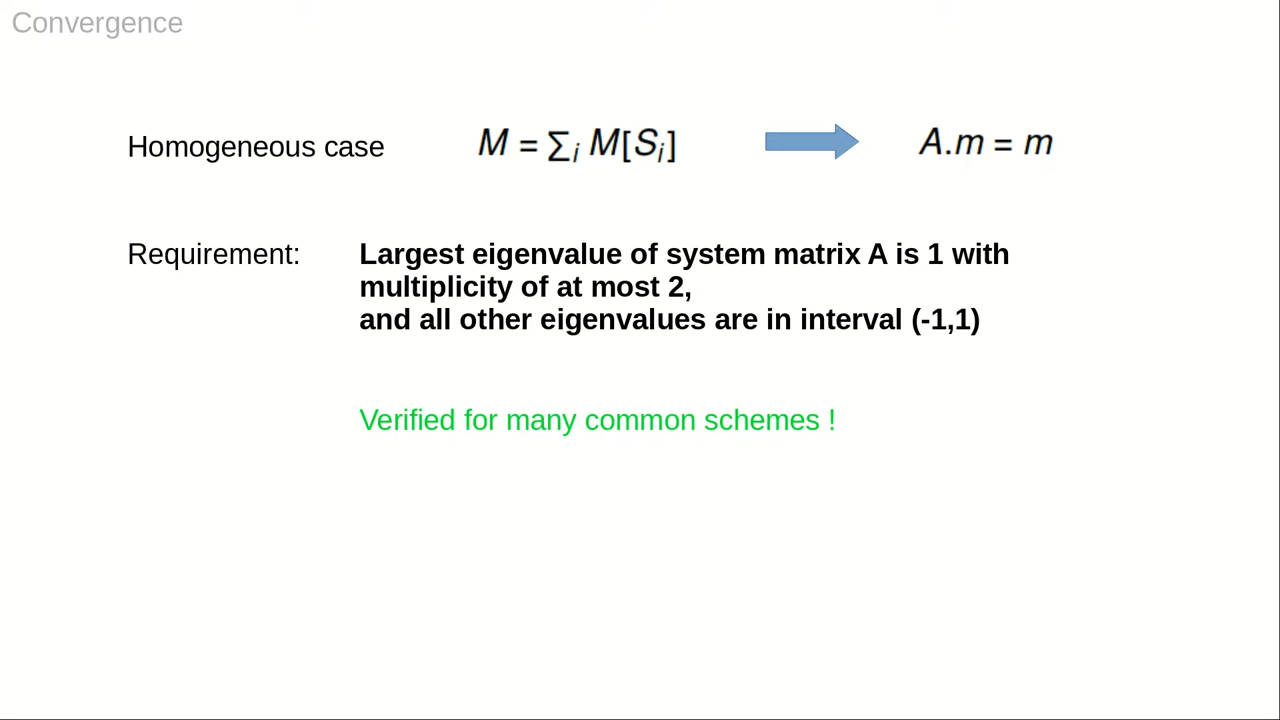 Convergence
Homogeneous case M = ∑i M[Si] A.m = m
Requirement: Largest eigenvalue of system matrix A is 1 with
multiplicity of at most 2,
and all other eigenvalues are in interval (-1,1)
Verified for many common schemes !